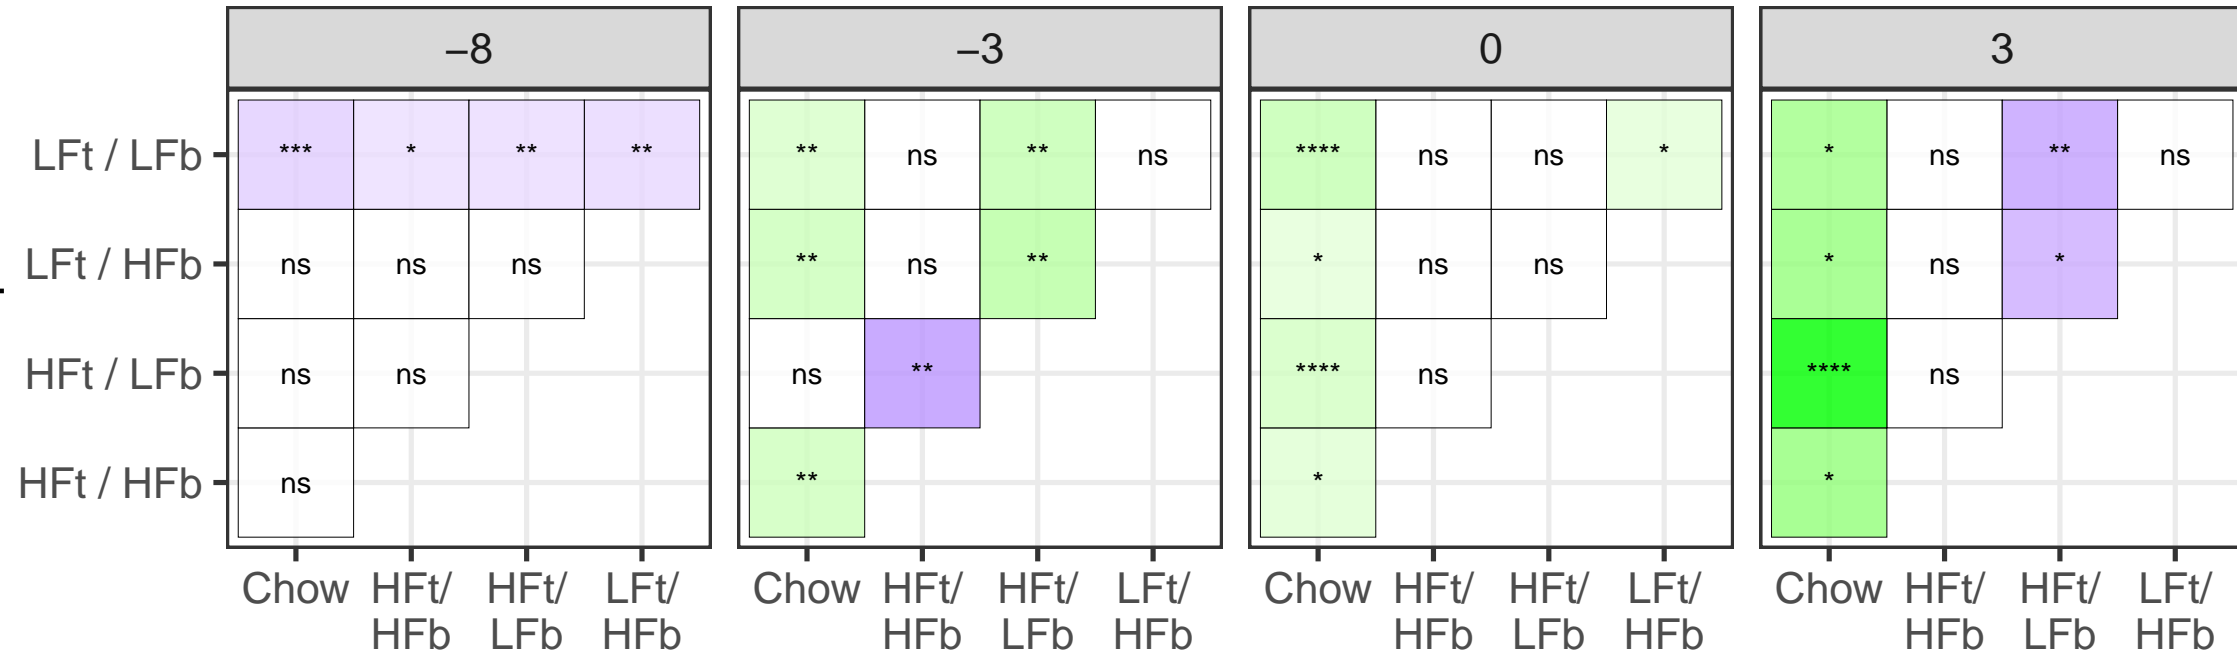 −8 −3 0 3
LFt / LFb *** * ** ** ** ns ** ns **** ns ns * * ns ** ns
LFt / HFb ns ns ns ** ns ** * ns ns * ns *
HFt / LFb ns ns ns ** **** ns **** ns
HFt / HFb ns ** * *
Chow HFt/ HFt/ LFt/ Chow HFt/ HFt/ LFt/ Chow HFt/ HFt/ LFt/ Chow HFt/ HFt/ LFt/
HFb LFb HFb HFb LFb HFb HFb LFb HFb HFb LFb HFb